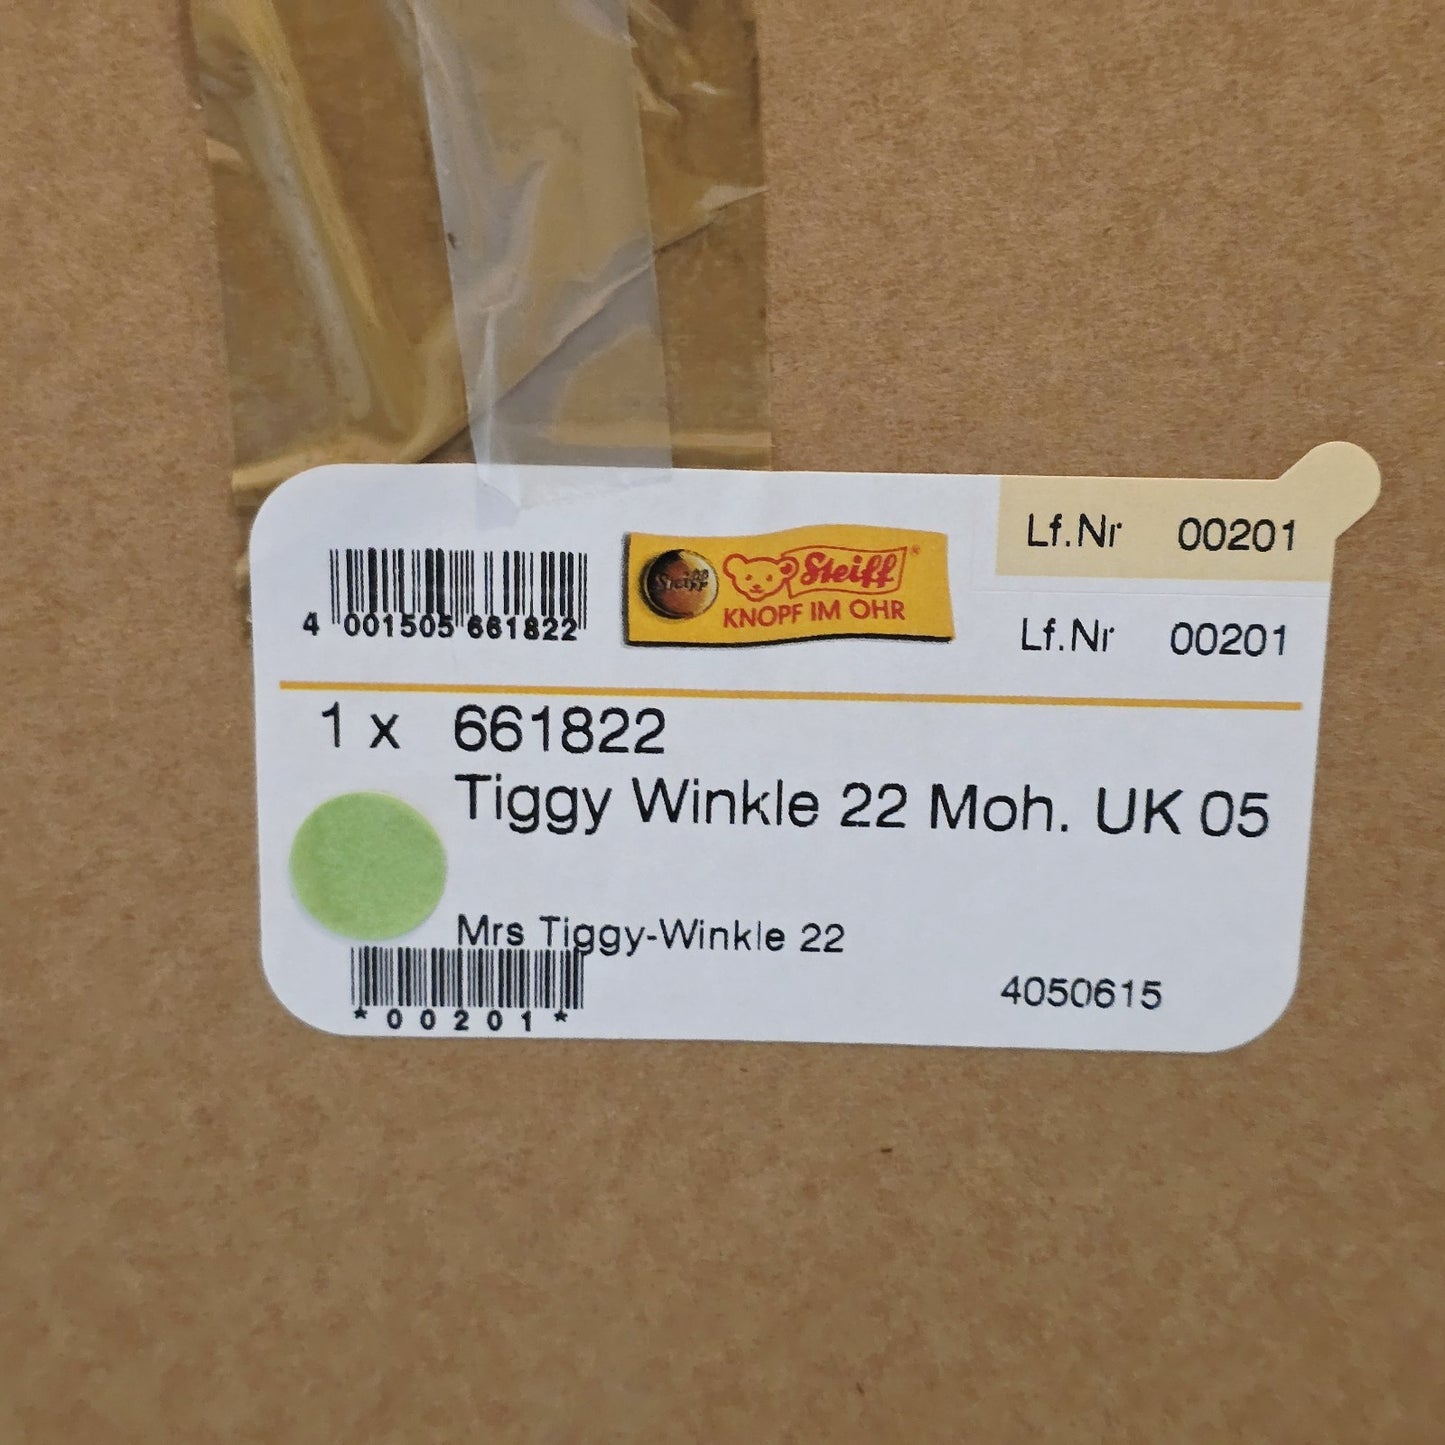 4 001505 661822
Steiff
Steiff®
KNOPF IM OHR
Lf.Nr 00201
Lf.Nr 00201
1 x 661822
Tiggy Winkle 22 Moh. UK 05
Mrs Tiggy-Winkle 22
*00201*
4050615